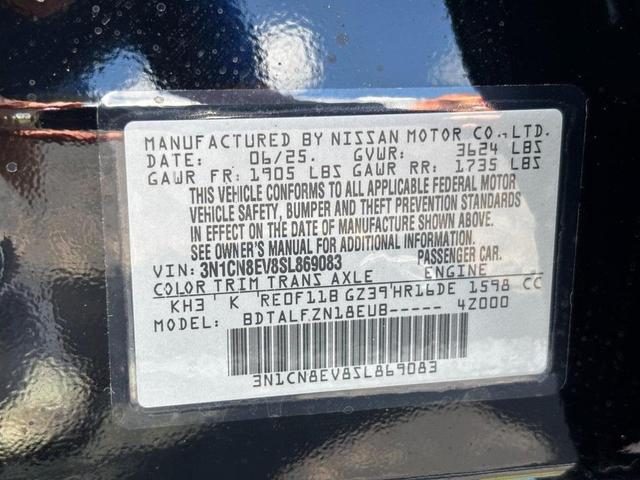 MANUFACTURED BY NISSAN MOTOR CO.,LTD.
DATE: 06/25. GVWR: 3624 LBS
GAWR FR: 1905 LBS GAWR RR: 1735 LBS
THIS VEHICLE CONFORMS TO ALL APPLICABLE FEDERAL MOTOR
VEHICLE SAFETY, BUMPER AND THEFT PREVENTION STANDARDS
IN EFFECT ON THE DATE OF MANUFACTURE SHOWN ABOVE.
SEE OWNER'S MANUAL FOR ADDITIONAL INFORMATION.
VIN: 3N1CN8EV8SL869083 PASSENGER CAR.
COLOR TRIM TRANS AXLE ENGINE
KH3 K RE0F11B GZ39 HR16DE 1598 CC
MODEL: BDTALFZN18EUB----- 4Z000
3N1CN8EV8SL869083